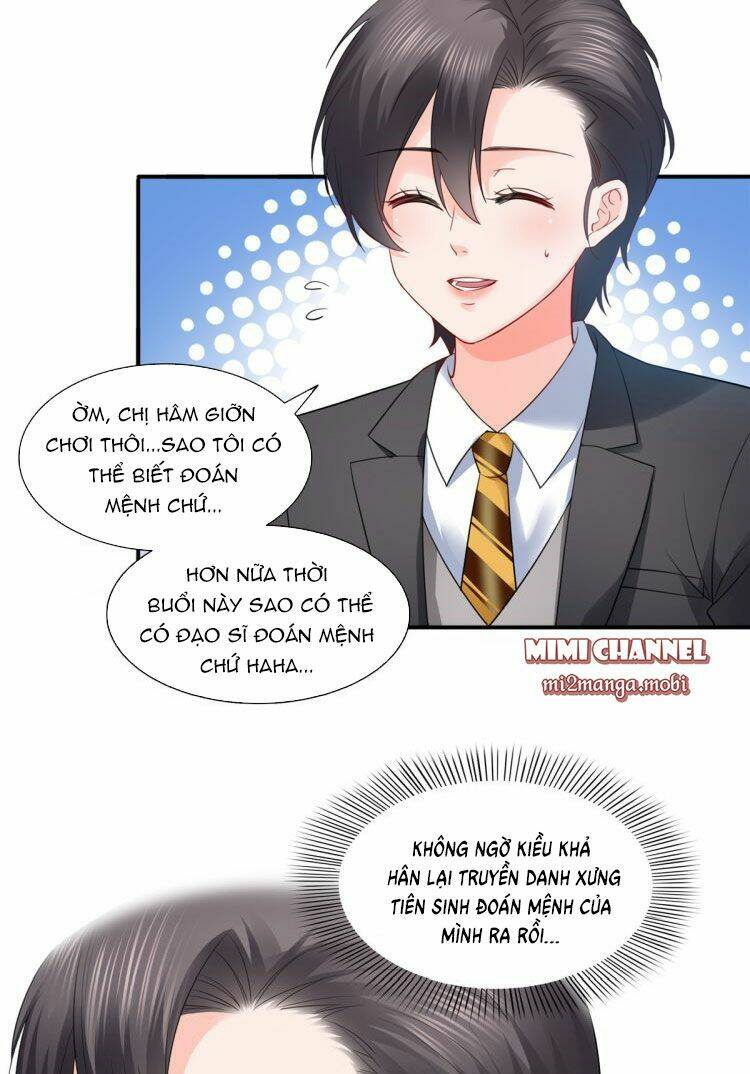 ỜM, CHỊ HÂM GIỠN
CHƠI THÔI...SAO TÔI CÓ
THỂ BIẾT ĐOÁN
MỆNH CHỨ...
HƠN NỮA THỜI
BUỔI NÀY SAO CÓ THỂ
CÓ ĐẠO SĨ ĐOÁN MỆNH
CHỨ HAHA...
MIMI CHANNEL
mi2manga.mobi
KHÔNG NGỜ KIỀU KHẢ
HÂN LẠI TRUYỀN DANH XƯNG
TIÊN SINH ĐOÁN MỆNH CỦA
MÌNH RA RỒI...